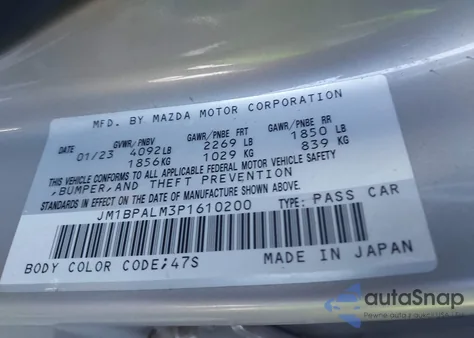 MFD. BY MAZDA MOTOR CORPORATION
DATE GVWR/PNBV GAWR/PNBE FRT GAWR/PNBE RR
01/23 4092LB 2269 LB 1850 LB
1856KG 1029 KG 839 KG
THIS VEHICLE CONFORMS TO ALL APPLICABLE FEDERAL MOTOR VEHICLE SAFETY
,BUMPER,AND THEFT PREVENTION
STANDARDS IN EFFECT ON THE DATE OF MANUFACTURE SHOWN ABOVE.
JM1BPALM3P1610200 TYPE: PASS CAR
BODY COLOR CODE;47S MADE IN JAPAN
autoSnap
Pewne auto z USA